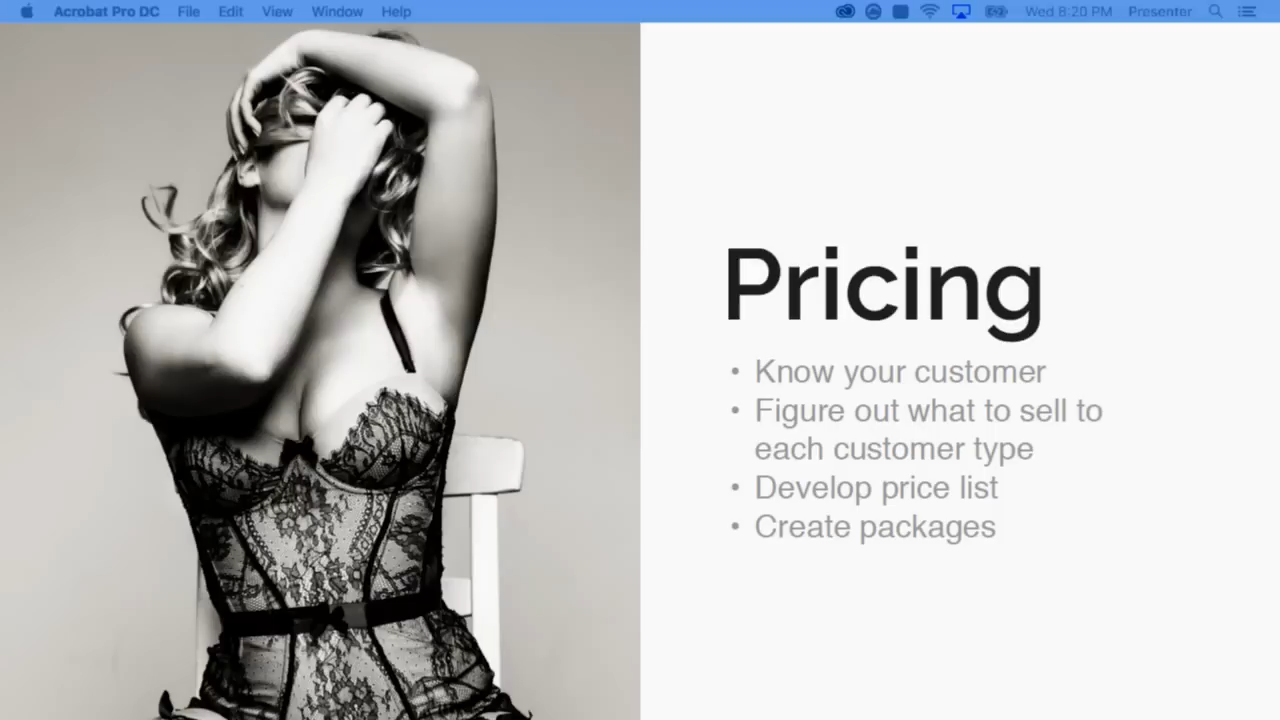 Acrobat Pro DC File Edit View Window Help Wed 8:20 PM Presenter
Pricing
• Know your customer
• Figure out what to sell to
each customer type
• Develop price list
• Create packages